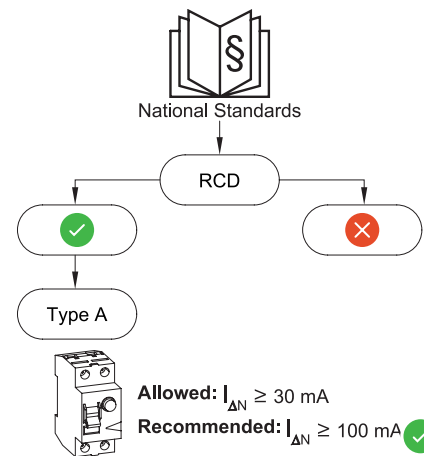 §
National Standards
RCD
Type A
Allowed: IΔN ≥ 30 mA
Recommended: IΔN ≥ 100 mA